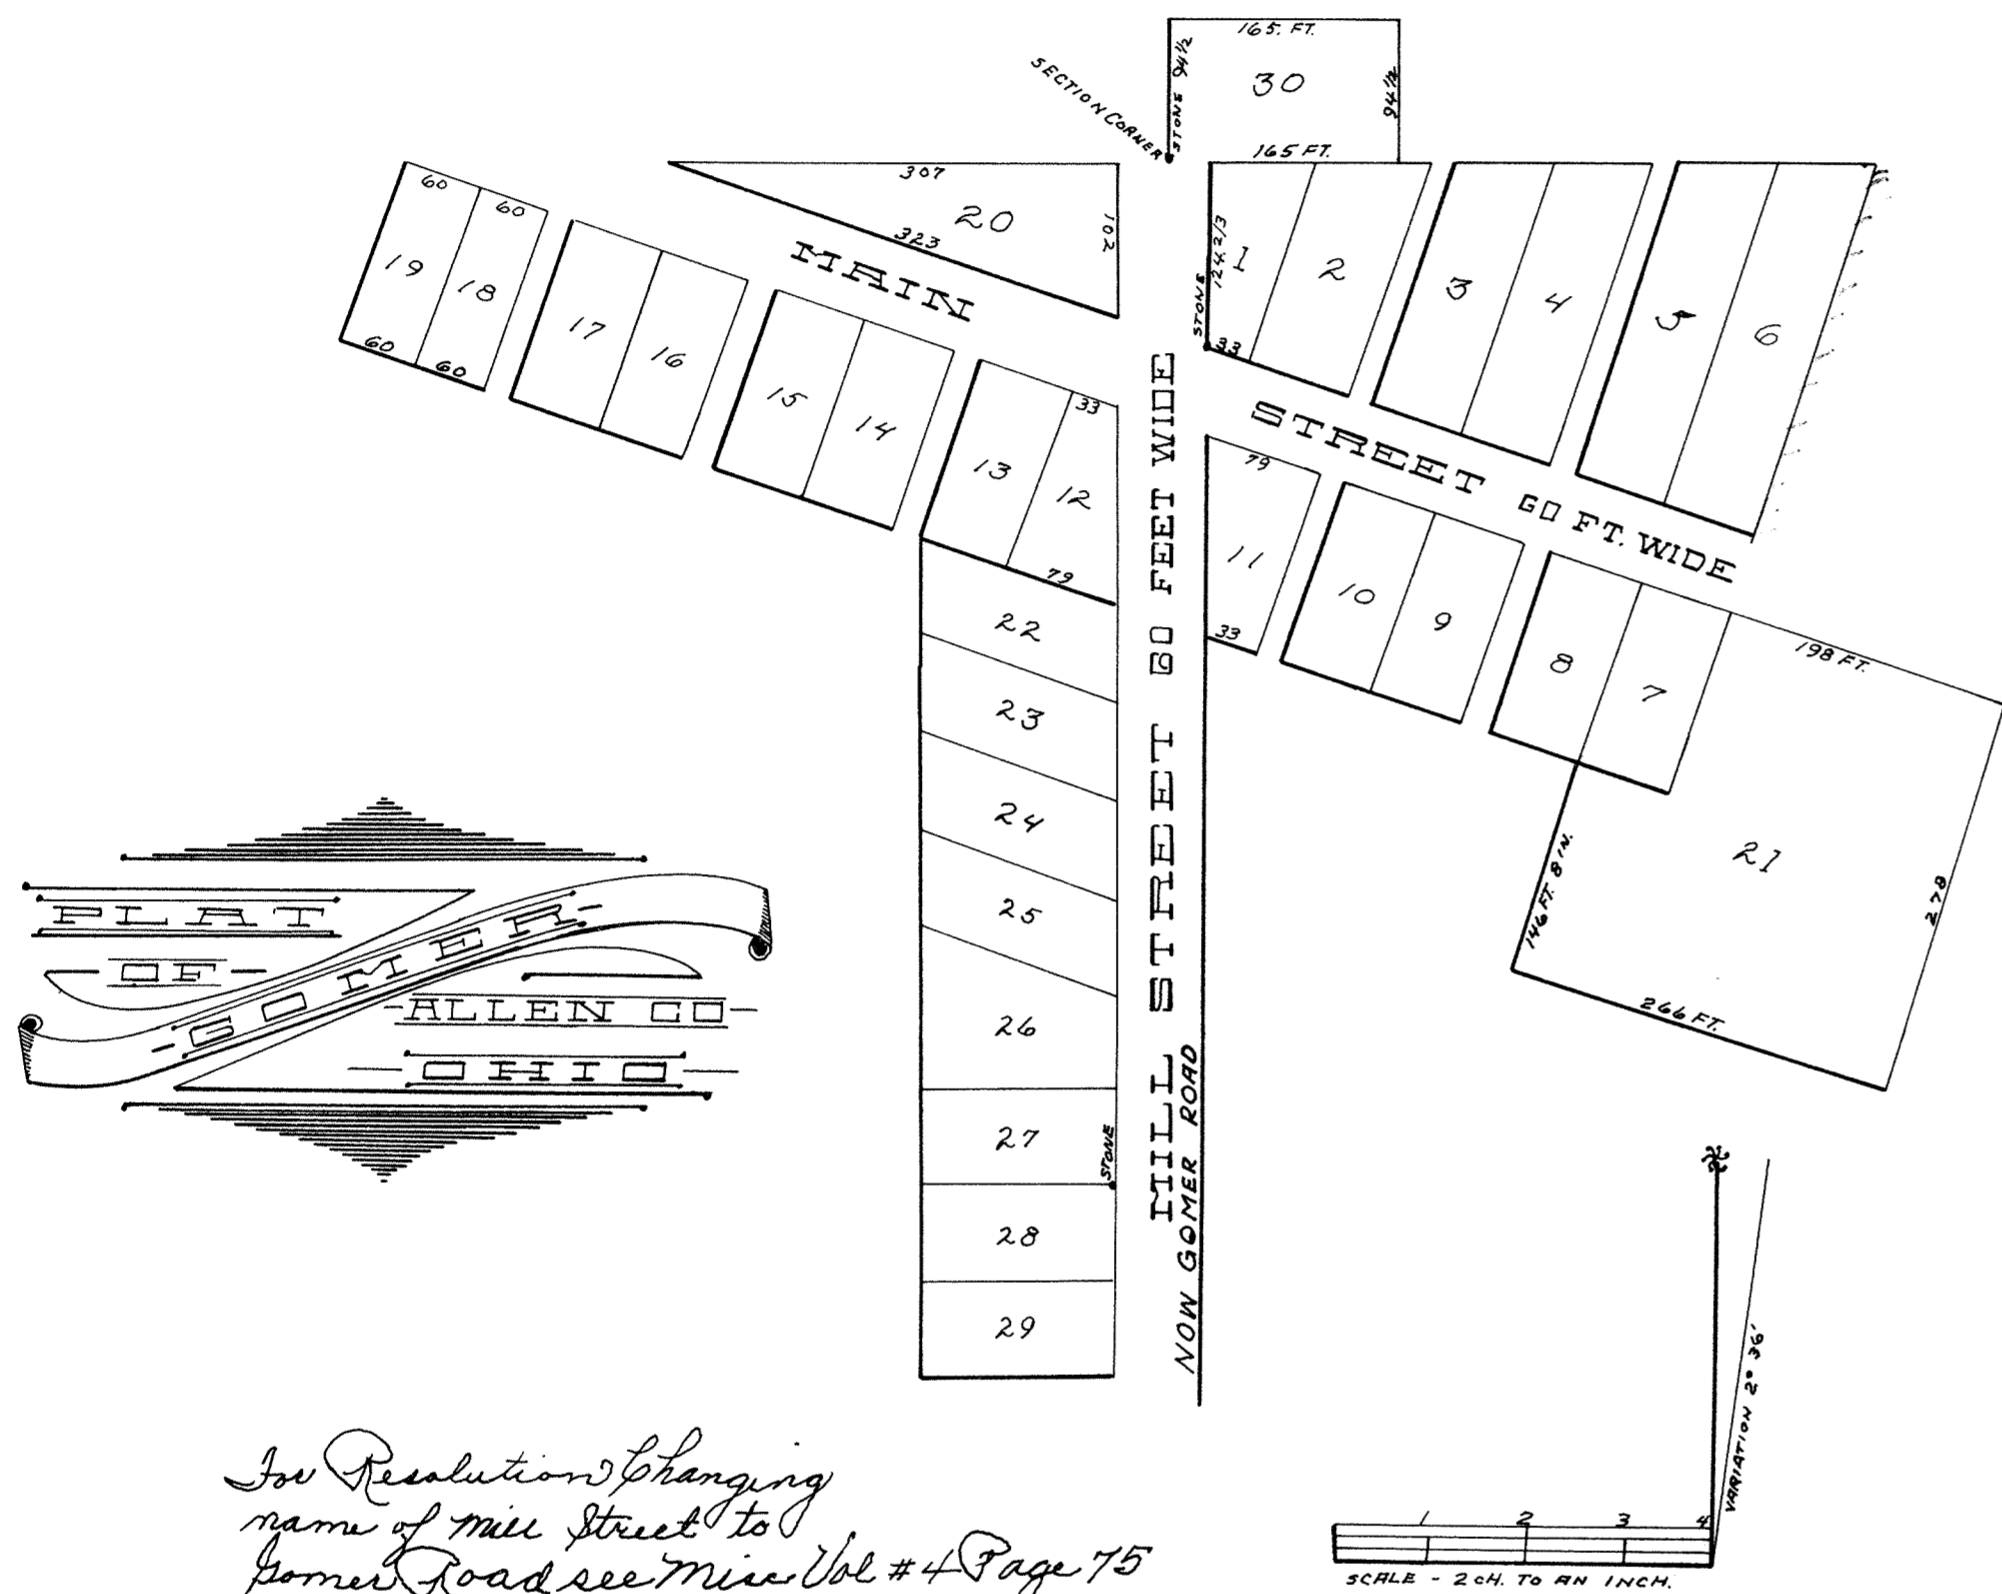 165. FT.
STONE 94 1/2
30
94 1/2
SECTION CORNER
165 FT.
60
60
19
18
60
60
307
20
323
102
MAIN
STONE
124.2/3
1
33
2
3
4
5
6
17
16
15
14
13
33
12
79
STREET 60 FT. WIDE
79
11
33
10
9
8
7
198 FT.
21
146 FT. 8 IN.
278
266 FT.
22
23
24
25
26
27
STONE
28
29
MILL STREET 60 FEET WIDE
NOW GOMER ROAD
PLAT
OF
GOMER
ALLEN CO
OHIO
For Resolution Changing
name of Mill Street to
Gomer Road see Misc Vol #4 Page 75
VARIATION 2° 36'
1 2 3 4
SCALE - 2 CH. TO AN INCH.